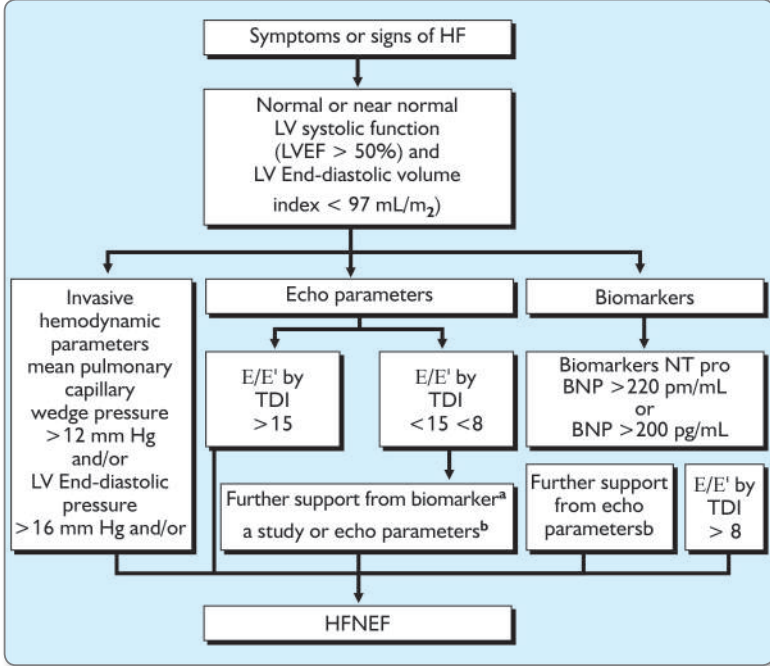 Symptoms or signs of HF
Normal or near normal
LV systolic function
(LVEF > 50%) and
LV End-diastolic volume
index < 97 mL/m₂)
Invasive
hemodynamic
parameters
mean pulmonary
capillary
wedge pressure
>12 mm Hg
and/or
LV End-diastolic
pressure
>16 mm Hg and/or
Echo parameters
E/E' by
TDI
>15
E/E' by
TDI
<15 <8
Further support from biomarkerᵃ
a study or echo parametersᵇ
Biomarkers
Biomarkers NT pro
BNP >220 pm/mL
or
BNP >200 pg/mL
Further support
from echo
parametersb
E/E' by
TDI
> 8
HFNEF